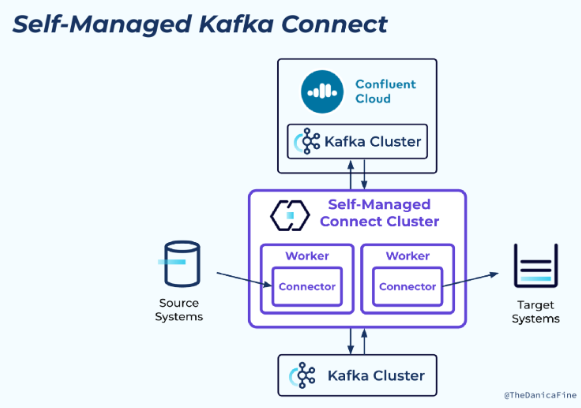 Self-Managed Kafka Connect
Confluent
Cloud
Kafka Cluster
Self-Managed
Connect Cluster
Worker
Worker
Connector
Connector
Source
Systems
Target
Systems
Kafka Cluster
@TheDanicaFine